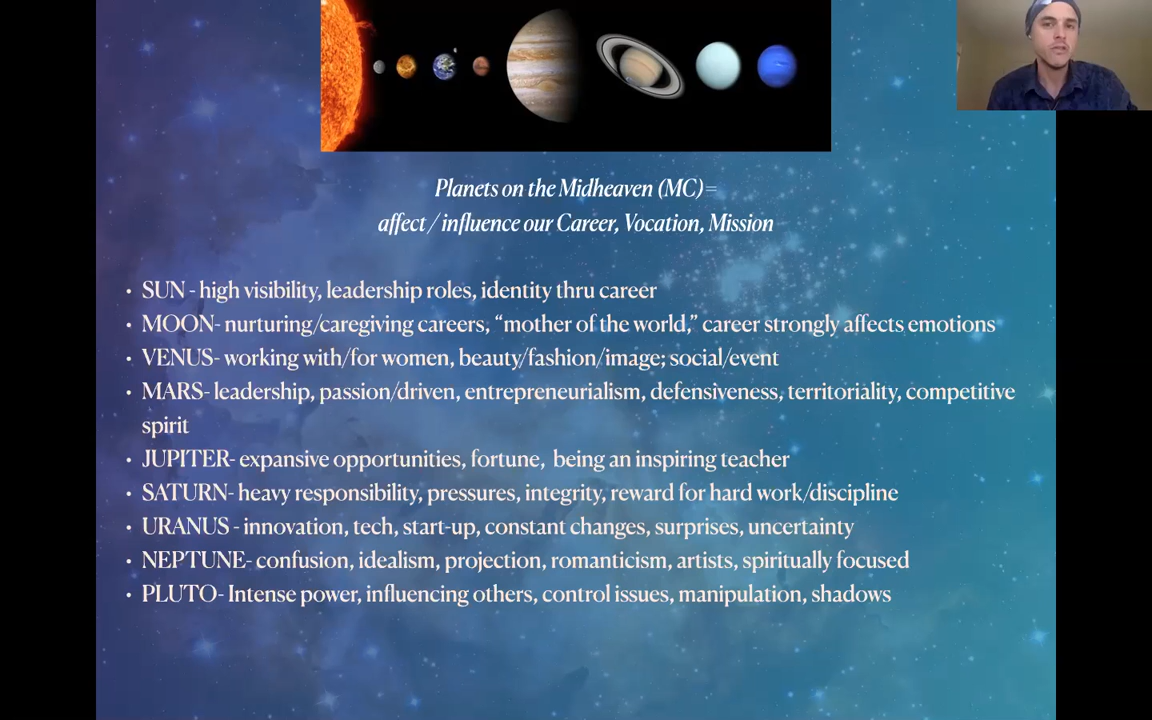 Planets on the Midheaven (MC)=
affect / influence our Career, Vocation, Mission
• SUN - high visibility, leadership roles, identity thru career
• MOON- nurturing/caregiving careers, “mother of the world,” career strongly affects emotions
• VENUS- working with/for women, beauty/fashion/image; social/event
• MARS- leadership, passion/driven, entrepreneurialism, defensiveness, territoriality, competitive
spirit
• JUPITER- expansive opportunities, fortune, being an inspiring teacher
• SATURN- heavy responsibility, pressures, integrity, reward for hard work/discipline
• URANUS - innovation, tech, start-up, constant changes, surprises, uncertainty
• NEPTUNE- confusion, idealism, projection, romanticism, artists, spiritually focused
• PLUTO- Intense power, influencing others, control issues, manipulation, shadows